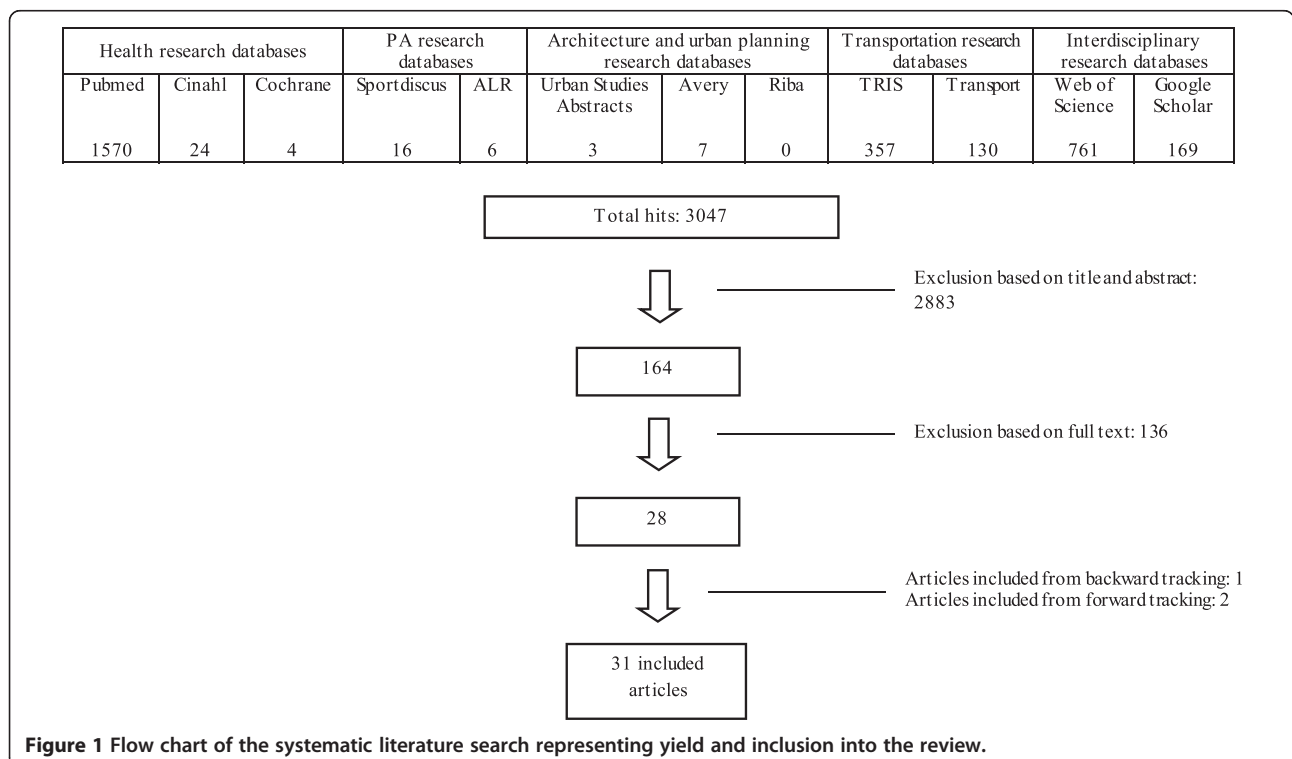 Health research databases
PA research
databases
Architecture and urban planning
research databases
Transportation research
databases
Interdisciplinary
research databases
Pubmed Cinahl Cochrane Sportdiscus ALR Urban Studies Avery Riba TRIS Transport Web of Google
Abstracts Science Scholar
1570 24 4 16 6 3 7 0 357 130 761 169
Total hits: 3047
Exclusion based on title and abstract:
2883
164
Exclusion based on full text: 136
28
Articles included from backward tracking: 1
Articles included from forward tracking: 2
31 included
articles
Figure 1 Flow chart of the systematic literature search representing yield and inclusion into the review.